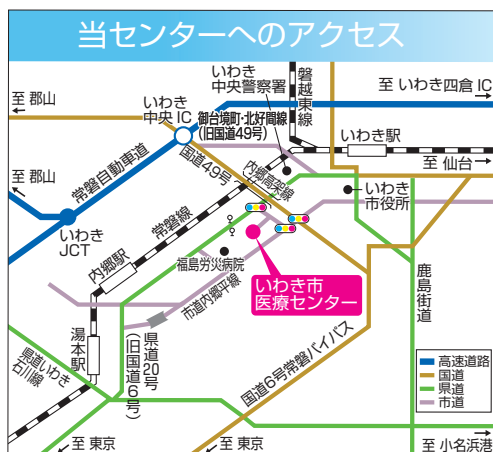 当センターへのアクセス
至 郡山
いわき
中央IC
いわき
中央警察署
磐越東線
至 いわき四倉IC
御台境町・北好間線
(旧国道49号)
いわき駅
至 仙台
至 郡山
常磐自動車道
国道49号
内郷高架線
いわき
市役所
いわき
JCT
内郷駅
常磐線
福島労災病院
いわき市
医療センター
市道内郷平線
鹿島街道
湯本駅
県道いわき
石川線
県道20号
(旧国道6号)
国道6号常磐バイパス
高速道路
国道
県道
市道
至 東京
至 東京
至 小名浜港